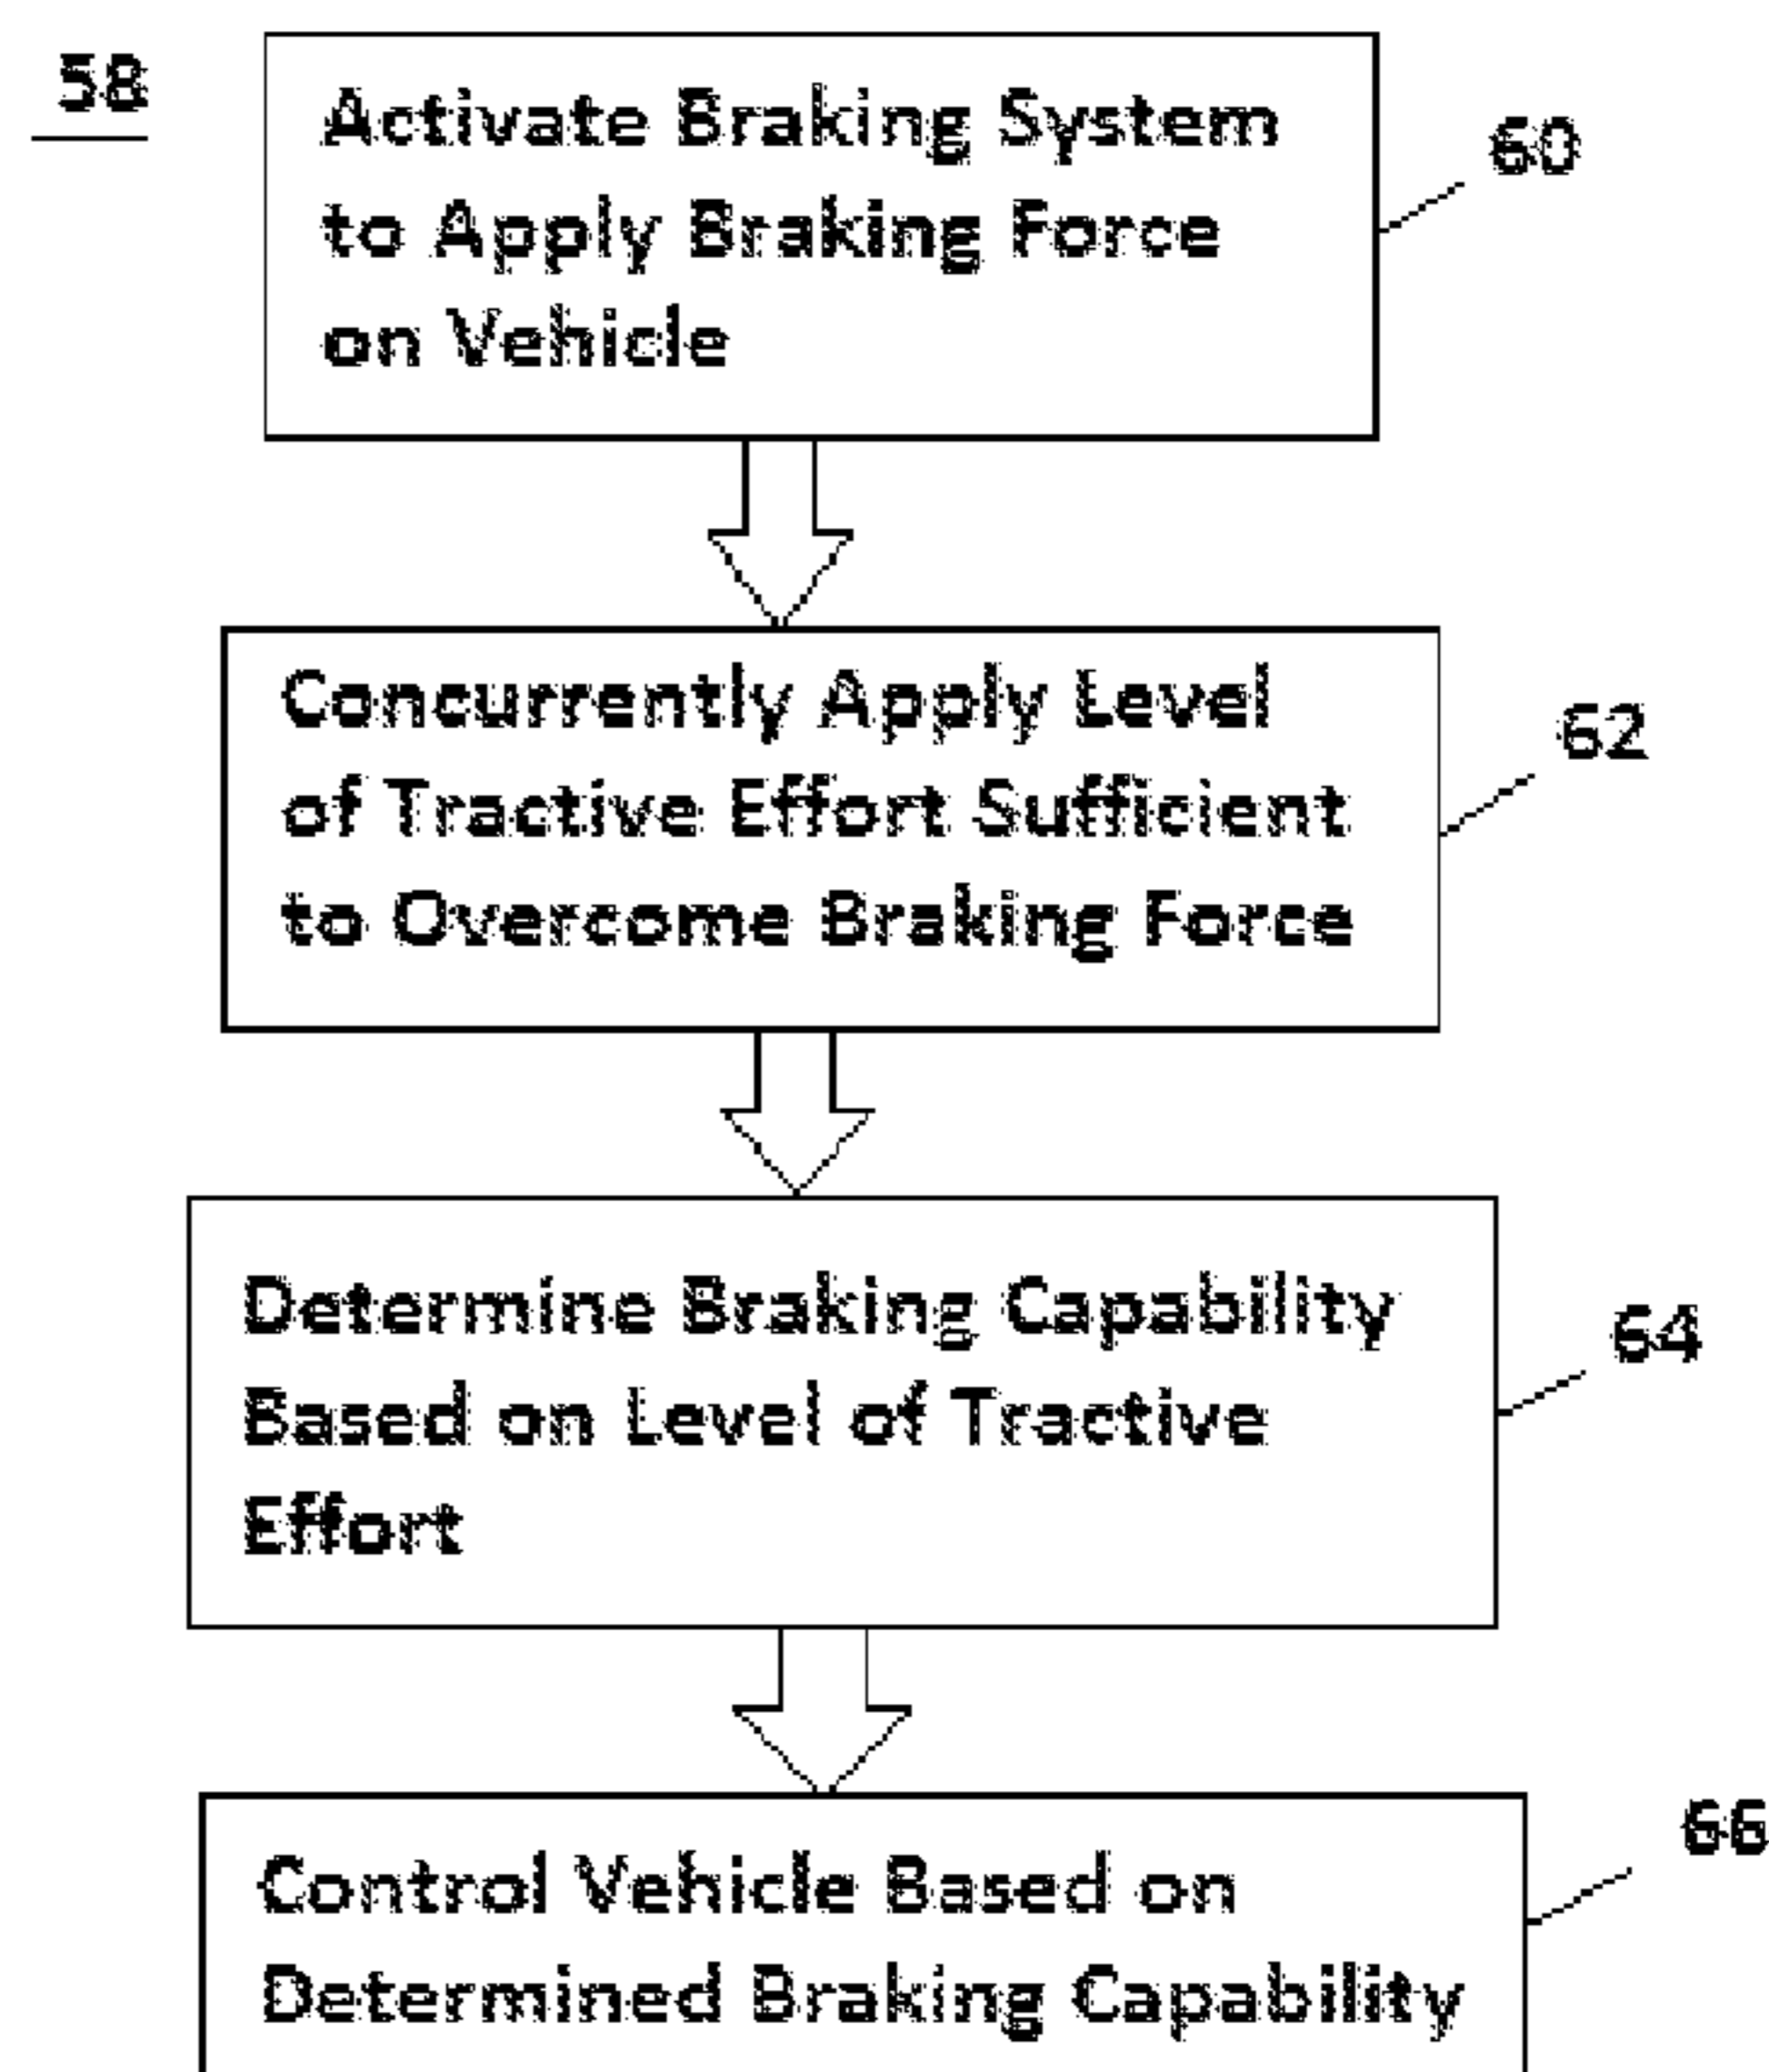 58
Activate Braking System
to Apply Braking Force
on Vehicle
60
Concurrently Apply Level
of Tractive Effort Sufficient
to Overcome Braking Force
62
Determine Braking Capability
Based on Level of Tractive
Effort
64
Control Vehicle Based on
Determined Braking Capability
66